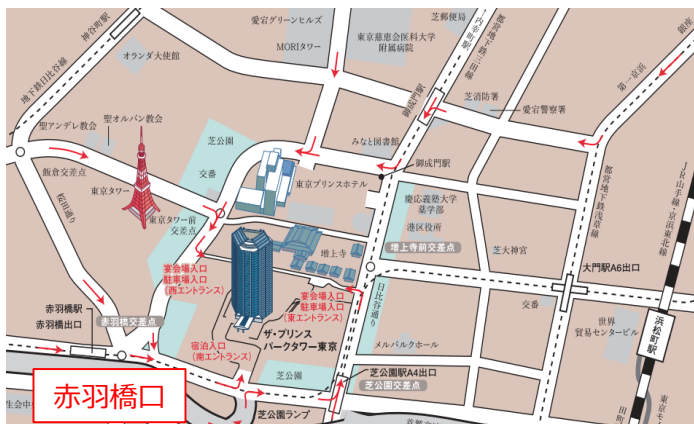 愛宕グリーンヒルズ
MORIタワー
東京慈恵会医科大学
附属病院
芝郵便局
内幸町駅
都営地下鉄三田線
銀座
第一京浜
神谷町駅
地下鉄日比谷線
オランダ大使館
御成門駅
芝消防署
愛宕警察署
聖アンデレ教会
聖オルバン教会
芝公園
みなと図書館
御成門駅
飯倉交差点
交番
東京タワー
東京プリンスホテル
慶応義塾大学
薬学部
港区役所
都営地下鉄浅草線
JR山手線・京浜東北線
桜田通り
東京タワー前
交差点
増上寺
増上寺前交差点
芝大神宮
大門駅A6出口
宴会場入口
駐車場入口
(西エントランス)
宴会場入口
駐車場入口
(東エントランス)
日比谷通り
交番
浜松町駅
赤羽橋駅
赤羽橋出口
赤羽橋交差点
ザ・プリンス
パークタワー東京
メルパルクホール
世界
貿易センタービル
宿泊入口
(南エントランス)
芝公園
芝公園駅A4出口
芝公園交差点
赤羽橋口
芝公園ランプ
田町